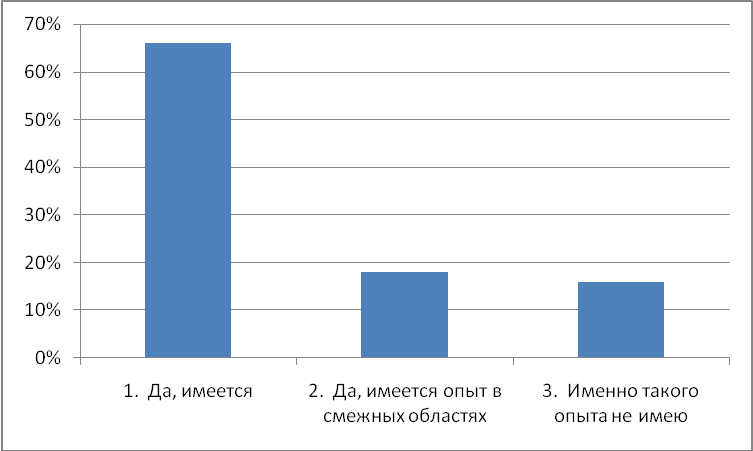 70%
60%
50%
40%
30%
20%
10%
0%
1.  Да, имеется
2.  Да, имеется опыт в
смежных областях
3.  Именно такого
опыта не имею